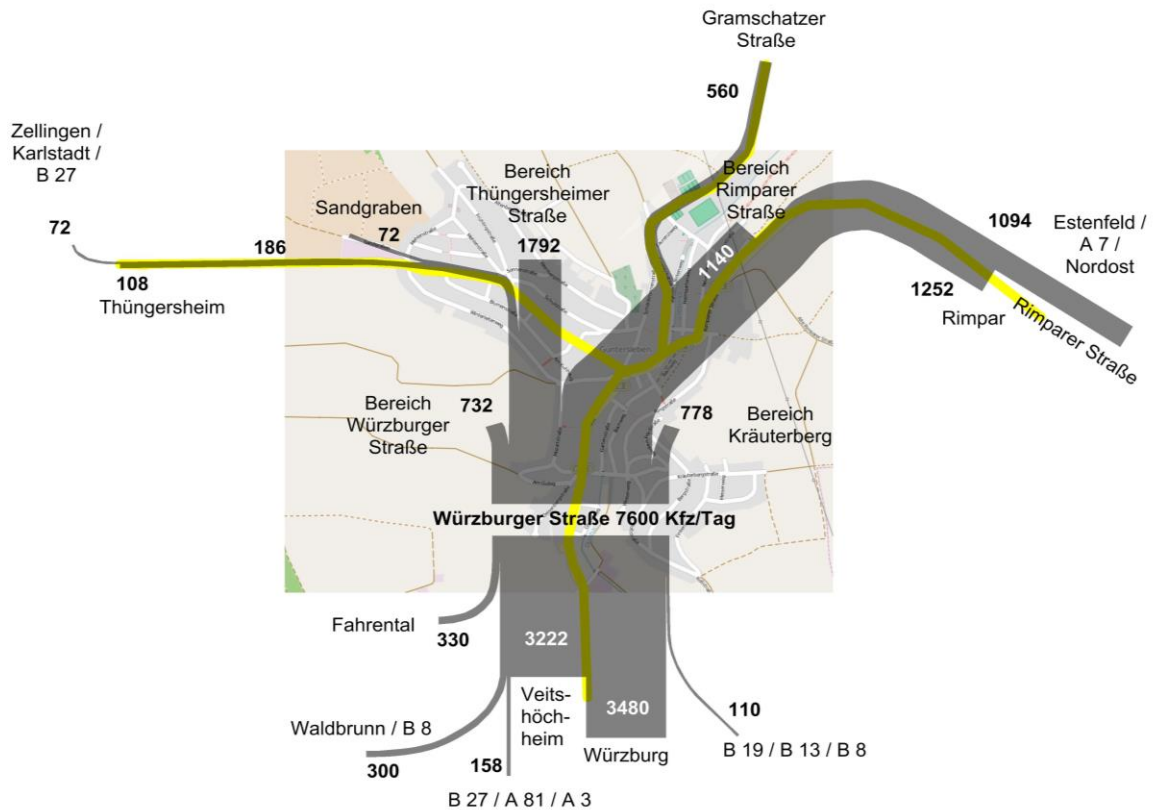 Gramschatzer
Straße
560
Zellingen /
Karlstadt /
B 27
72
186
108
Thüngersheim
Sandgraben
72
Bereich
Thüngersheimer
Straße
1792
Bereich
Rimparer
Straße
1140
1094
Estenfeld /
A 7 /
Nordost
1252
Rimpar
Rimparer Straße
Güntersleben
Bereich
Würzburger
Straße
732
778
Bereich
Kräuterberg
Würzburger Straße 7600 Kfz/Tag
Fahrental
330
3222
Veits-
höch-
heim
3480
Würzburg
Waldbrunn / B 8
300
158
B 27 / A 81 / A 3
110
B 19 / B 13 / B 8